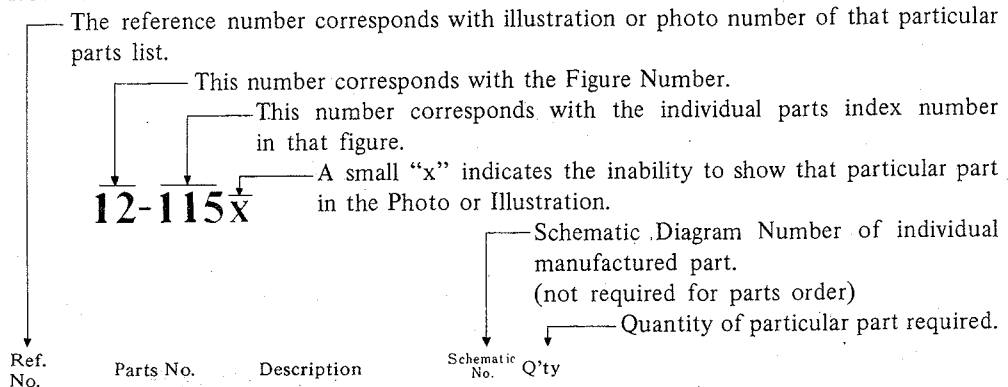 The reference number corresponds with illustration or photo number of that particular
parts list.
This number corresponds with the Figure Number.
This number corresponds with the individual parts index number
in that figure.
A small “x” indicates the inability to show that particular part
in the Photo or Illustration.
12-115x
Schematic Diagram Number of individual
manufactured part.
(not required for parts order)
Quantity of particular part required.
Ref. No. Parts No. Description Schematic No. Q'ty